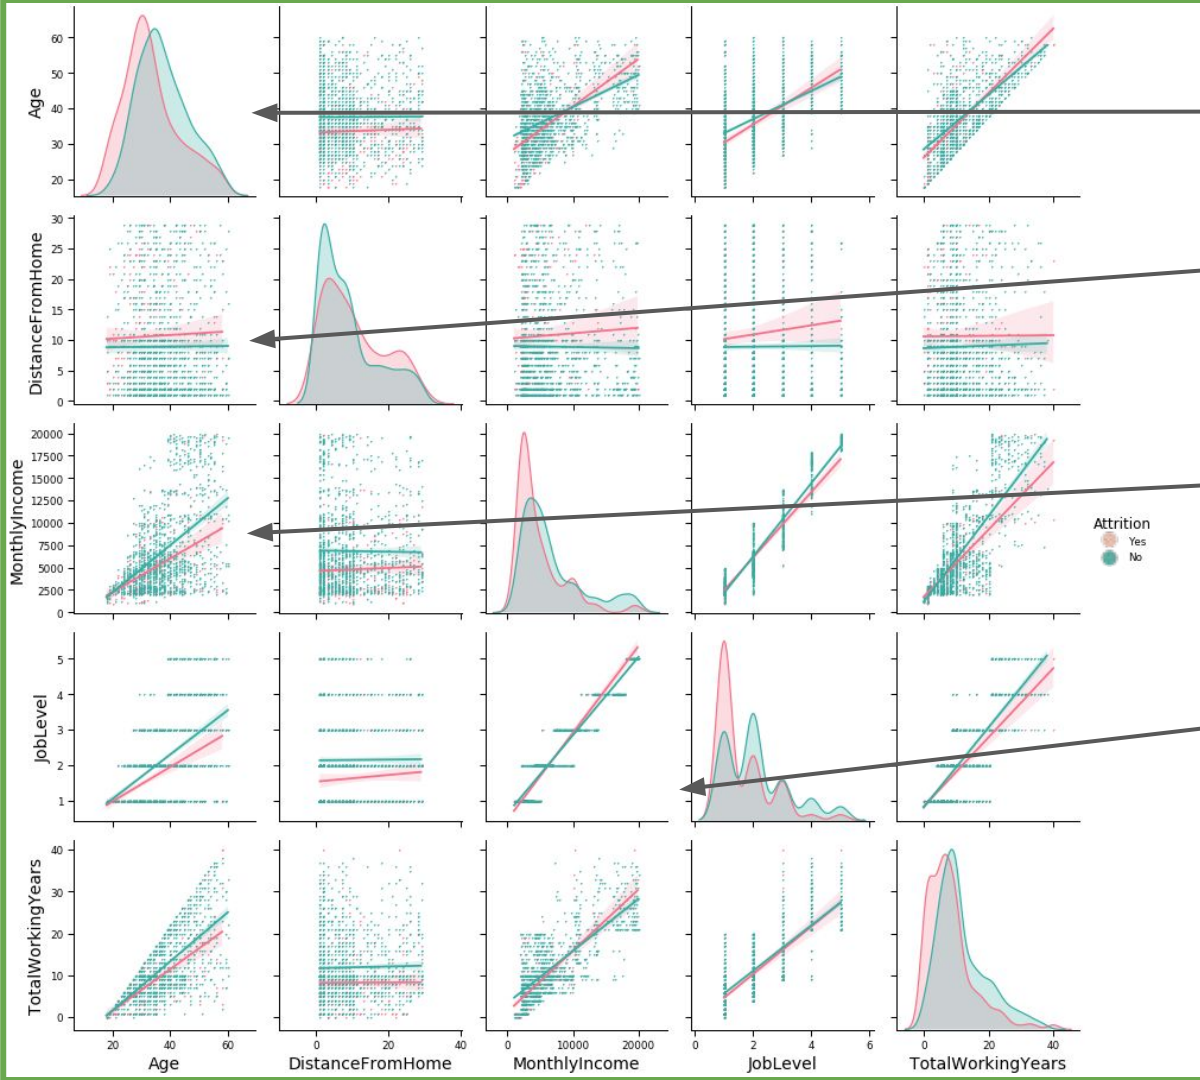 Age
60
50
40
30
20
DistanceFromHome
30
25
20
15
10
5
0
MonthlyIncome
20000
17500
15000
12500
10000
7500
5000
2500
0
Attrition
Yes
No
JobLevel
5
4
3
2
1
TotalWorkingYears
40
30
20
10
0
20 40 60
0 20 40
0 10000 20000
0 2 4 6
0 20 40
Age
DistanceFromHome
MonthlyIncome
JobLevel
TotalWorkingYears